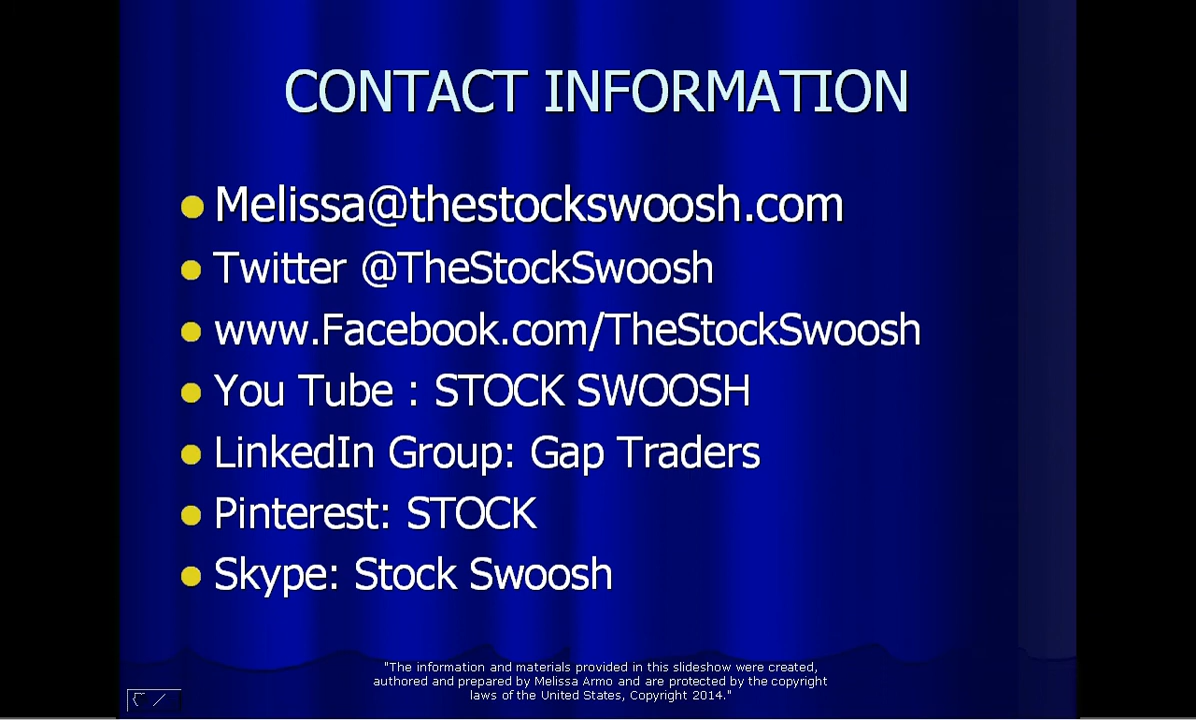 CONTACT INFORMATION
Melissa@thestockswoosh.com
Twitter @TheStockSwoosh
www.Facebook.com/TheStockSwoosh
You Tube : STOCK SWOOSH
LinkedIn Group: Gap Traders
Pinterest: STOCK
Skype: Stock Swoosh
"The information and materials provided in this slideshow were created,
authored and prepared by Melissa Armo and are protected by the copyright
laws of the United States, Copyright 2014."